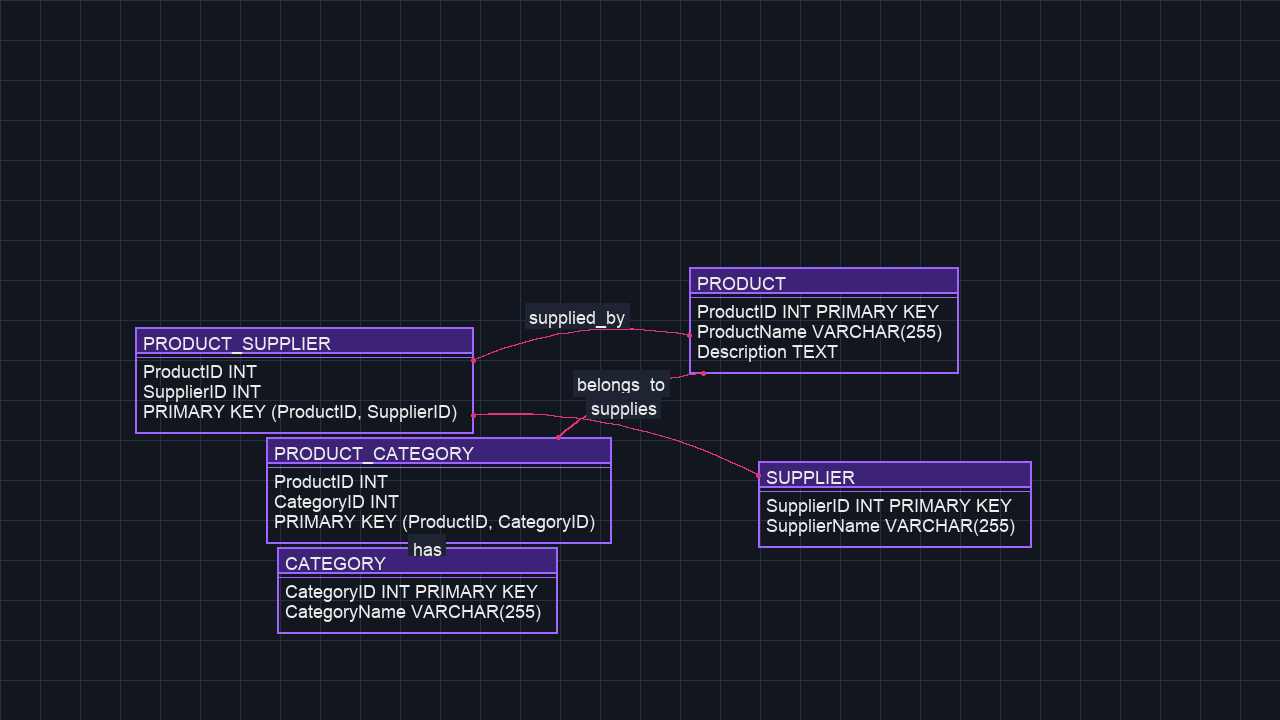 PRODUCT
ProductID INT PRIMARY KEY
ProductName VARCHAR(255)
Description TEXT
supplied_by
PRODUCT_SUPPLIER
ProductID INT
SupplierID INT
PRIMARY KEY (ProductID, SupplierID)
belongs_to
supplies
PRODUCT_CATEGORY
ProductID INT
CategoryID INT
PRIMARY KEY (ProductID, CategoryID)
SUPPLIER
SupplierID INT PRIMARY KEY
SupplierName VARCHAR(255)
has
CATEGORY
CategoryID INT PRIMARY KEY
CategoryName VARCHAR(255)